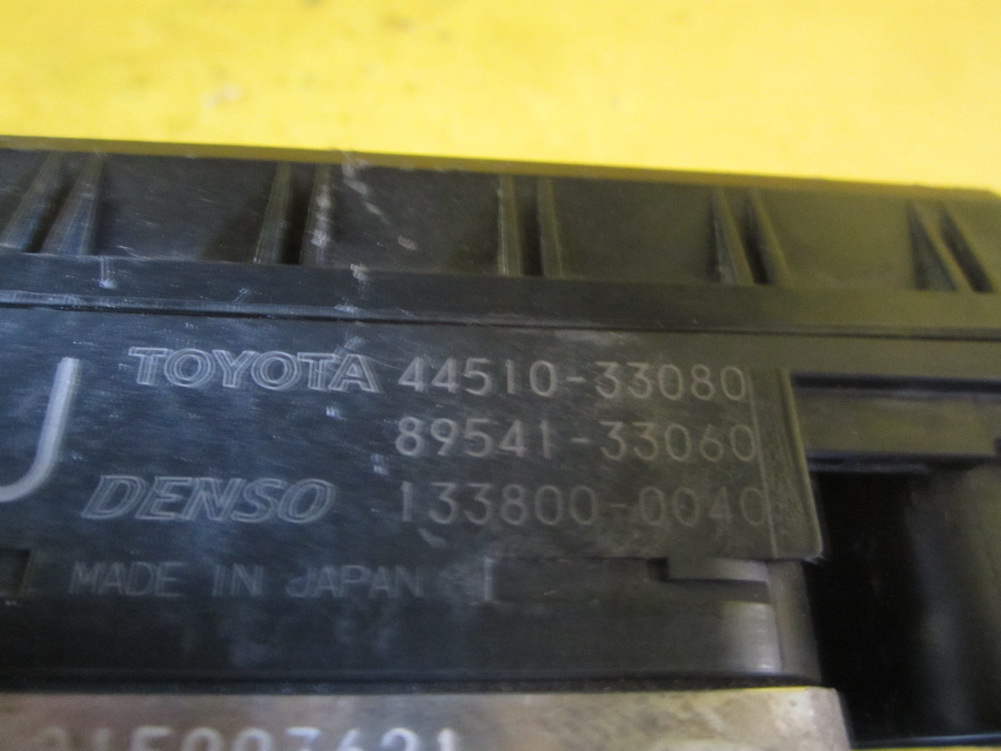 TOYOTA 44510-33080
89541-33060
DENSO 133800-0040
MADE IN JAPAN